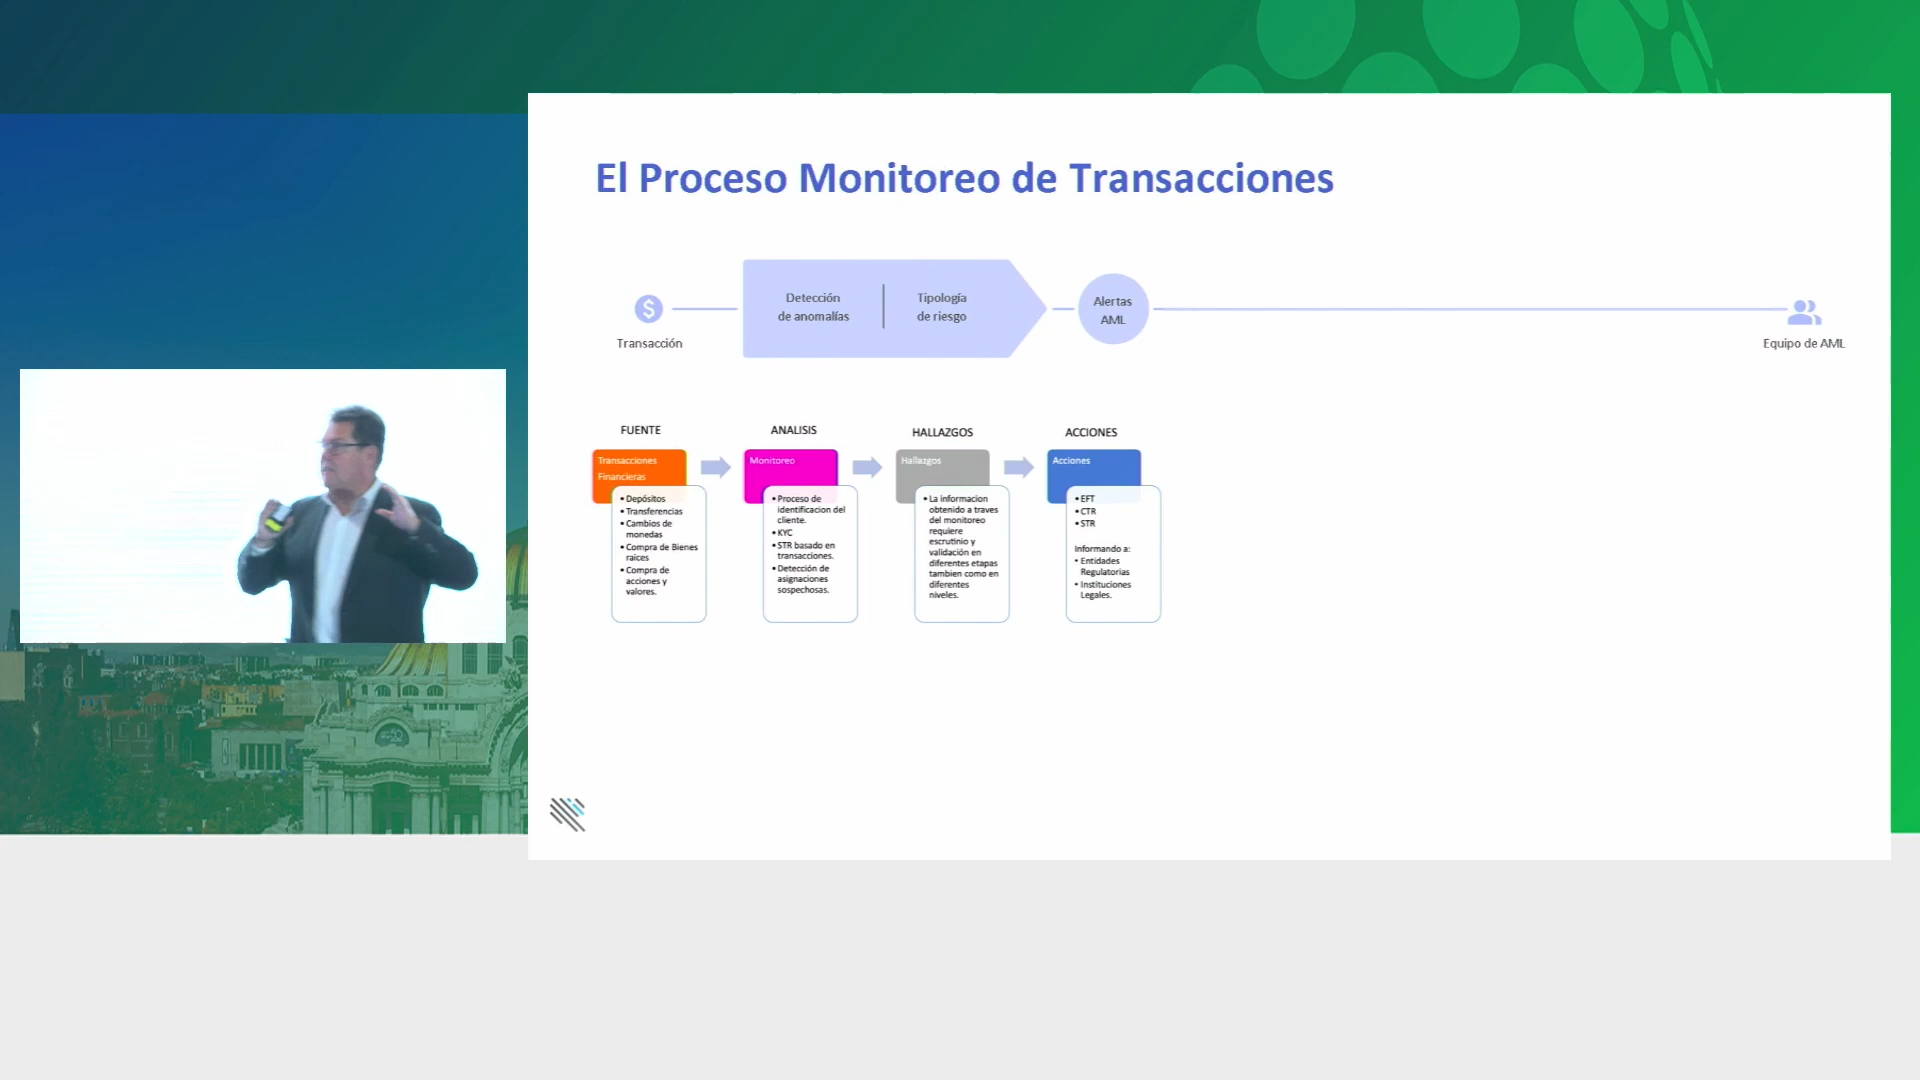 El Proceso Monitoreo de Transacciones
Detección
de anomalías
Tipología
de riesgo
Alertas
AML
Transacción
Equipo de AML
FUENTE
ANALISIS
HALLAZGOS
ACCIONES
Transacciones
Financieras
• Depósitos
• Transferencias
• Cambios de
monedas
• Compra de Bienes
raíces
• Compra de
acciones y
valores.
Monitoreo
• Proceso de
identificacion del
cliente.
• KYC
• STR basado en
transacciones.
• Detección de
asignaciones
sospechosas.
Hallazgos
• La informacion
obtenido a traves
del monitoreo
requiere
escrutinio y
validación en
diferentes etapas
tambien como en
diferentes
niveles.
Acciones
• EFT
• CTR
• STR
Informando a:
• Entidades
Regulatorias
• Instituciones
Legales.